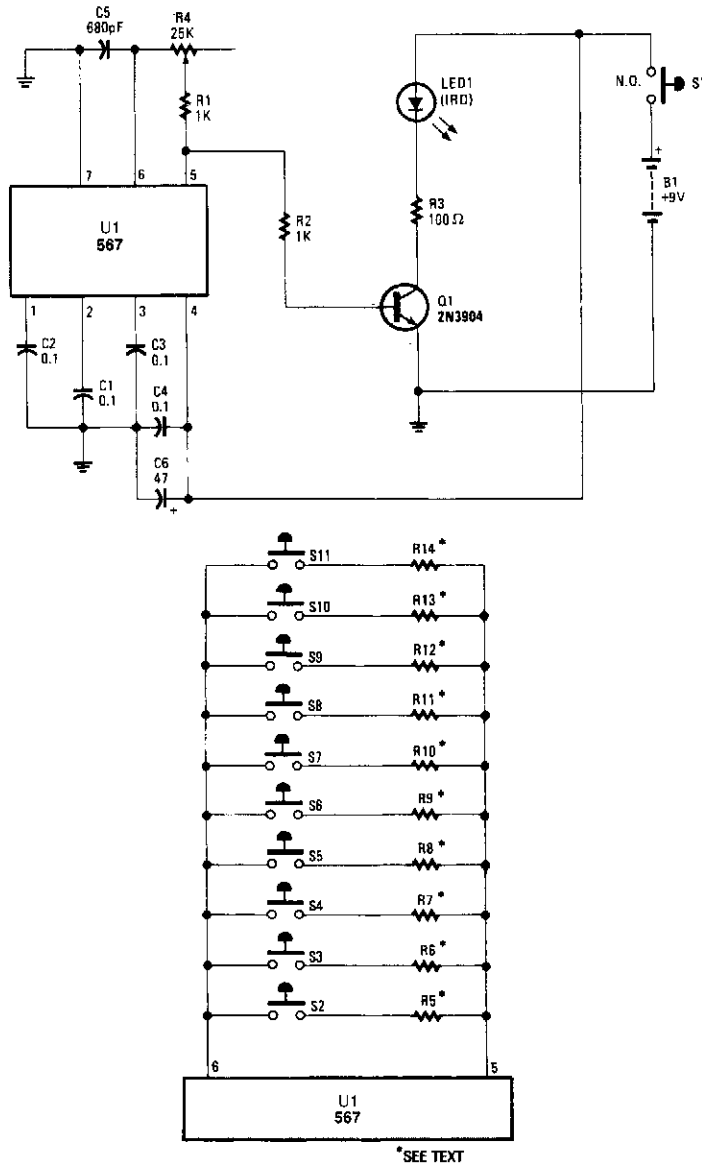 C5
680pF
R4
25K
R1
1K
7
6
5
U1
567
1
2
3
4
C2
0.1
C1
0.1
C3
0.1
C4
0.1
C6
47
+
R2
1K
LED1
(IRD)
R3
100Ω
Q1
2N3904
N.O.
+
B1
+9V
S11
R14*
S10
R13*
S9
R12*
S8
R11*
S7
R10*
S6
R9*
S5
R8*
S4
R7*
S3
R6*
S2
R5*
6
5
U1
567
*SEE TEXT